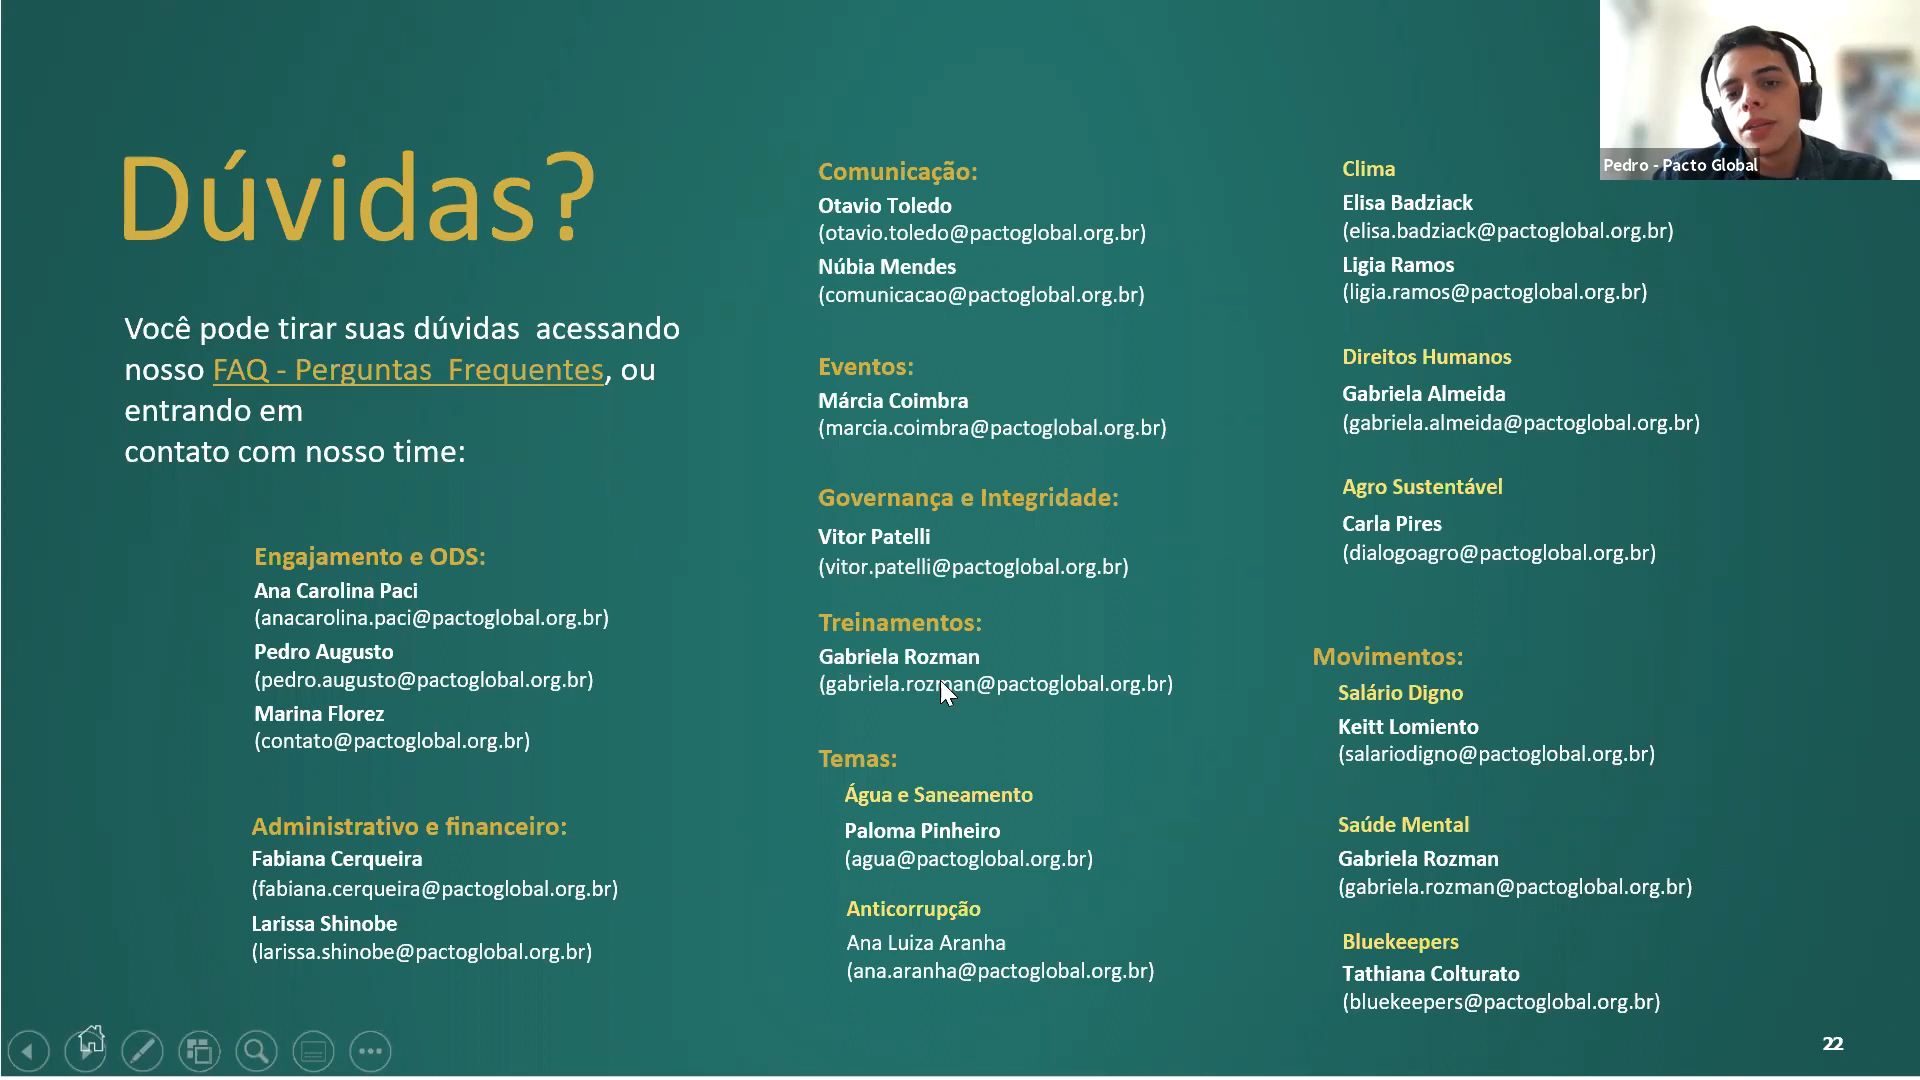 Dúvidas?
Você pode tirar suas dúvidas  acessando
nosso FAQ - Perguntas  Frequentes, ou
entrando em
contato com nosso time:
Engajamento e ODS:
Ana Carolina Paci
(anacarolina.paci@pactoglobal.org.br)
Pedro Augusto
(pedro.augusto@pactoglobal.org.br)
Marina Florez
(contato@pactoglobal.org.br)
Administrativo e financeiro:
Fabiana Cerqueira
(fabiana.cerqueira@pactoglobal.org.br)
Larissa Shinobe
(larissa.shinobe@pactoglobal.org.br)
Comunicação:
Otavio Toledo
(otavio.toledo@pactoglobal.org.br)
Núbia Mendes
(comunicacao@pactoglobal.org.br)
Eventos:
Márcia Coimbra
(marcia.coimbra@pactoglobal.org.br)
Governança e Integridade:
Vitor Patelli
(vitor.patelli@pactoglobal.org.br)
Treinamentos:
Gabriela Rozman
(gabriela.rozman@pactoglobal.org.br)
Temas:
Água e Saneamento
Paloma Pinheiro
(agua@pactoglobal.org.br)
Anticorrupção
Ana Luiza Aranha
(ana.aranha@pactoglobal.org.br)
Clima
Elisa Badziack
(elisa.badziack@pactoglobal.org.br)
Ligia Ramos
(ligia.ramos@pactoglobal.org.br)
Direitos Humanos
Gabriela Almeida
(gabriela.almeida@pactoglobal.org.br)
Agro Sustentável
Carla Pires
(dialogoagro@pactoglobal.org.br)
Movimentos:
Salário Digno
Keitt Lomiento
(salariodigno@pactoglobal.org.br)
Saúde Mental
Gabriela Rozman
(gabriela.rozman@pactoglobal.org.br)
Bluekeepers
Tathiana Colturato
(bluekeepers@pactoglobal.org.br)
Pedro - Pacto Global
22